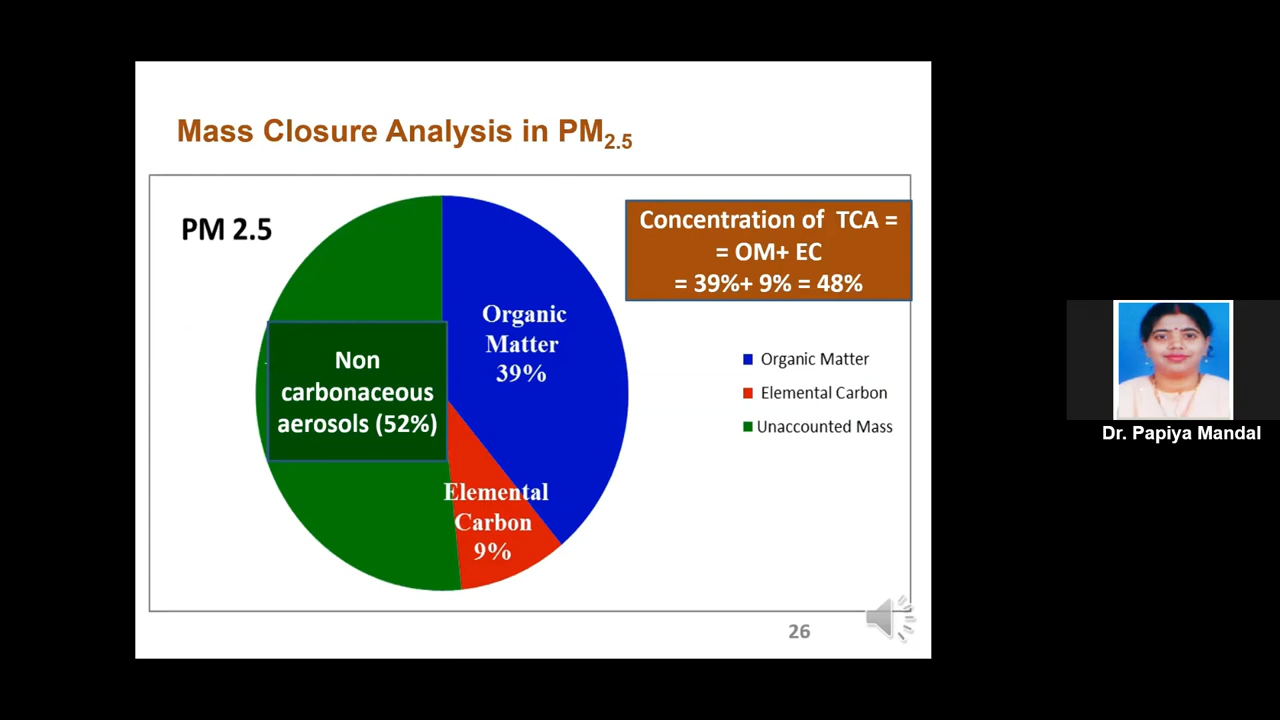 Mass Closure Analysis in PM2.5
PM 2.5
Concentration of TCA =
= OM+ EC
= 39%+ 9% = 48%
Organic
Matter
39%
Non
carbonaceous
aerosols (52%)
Elemental
Carbon
9%
Organic Matter
Elemental Carbon
Unaccounted Mass
26
Dr. Papiya Mandal